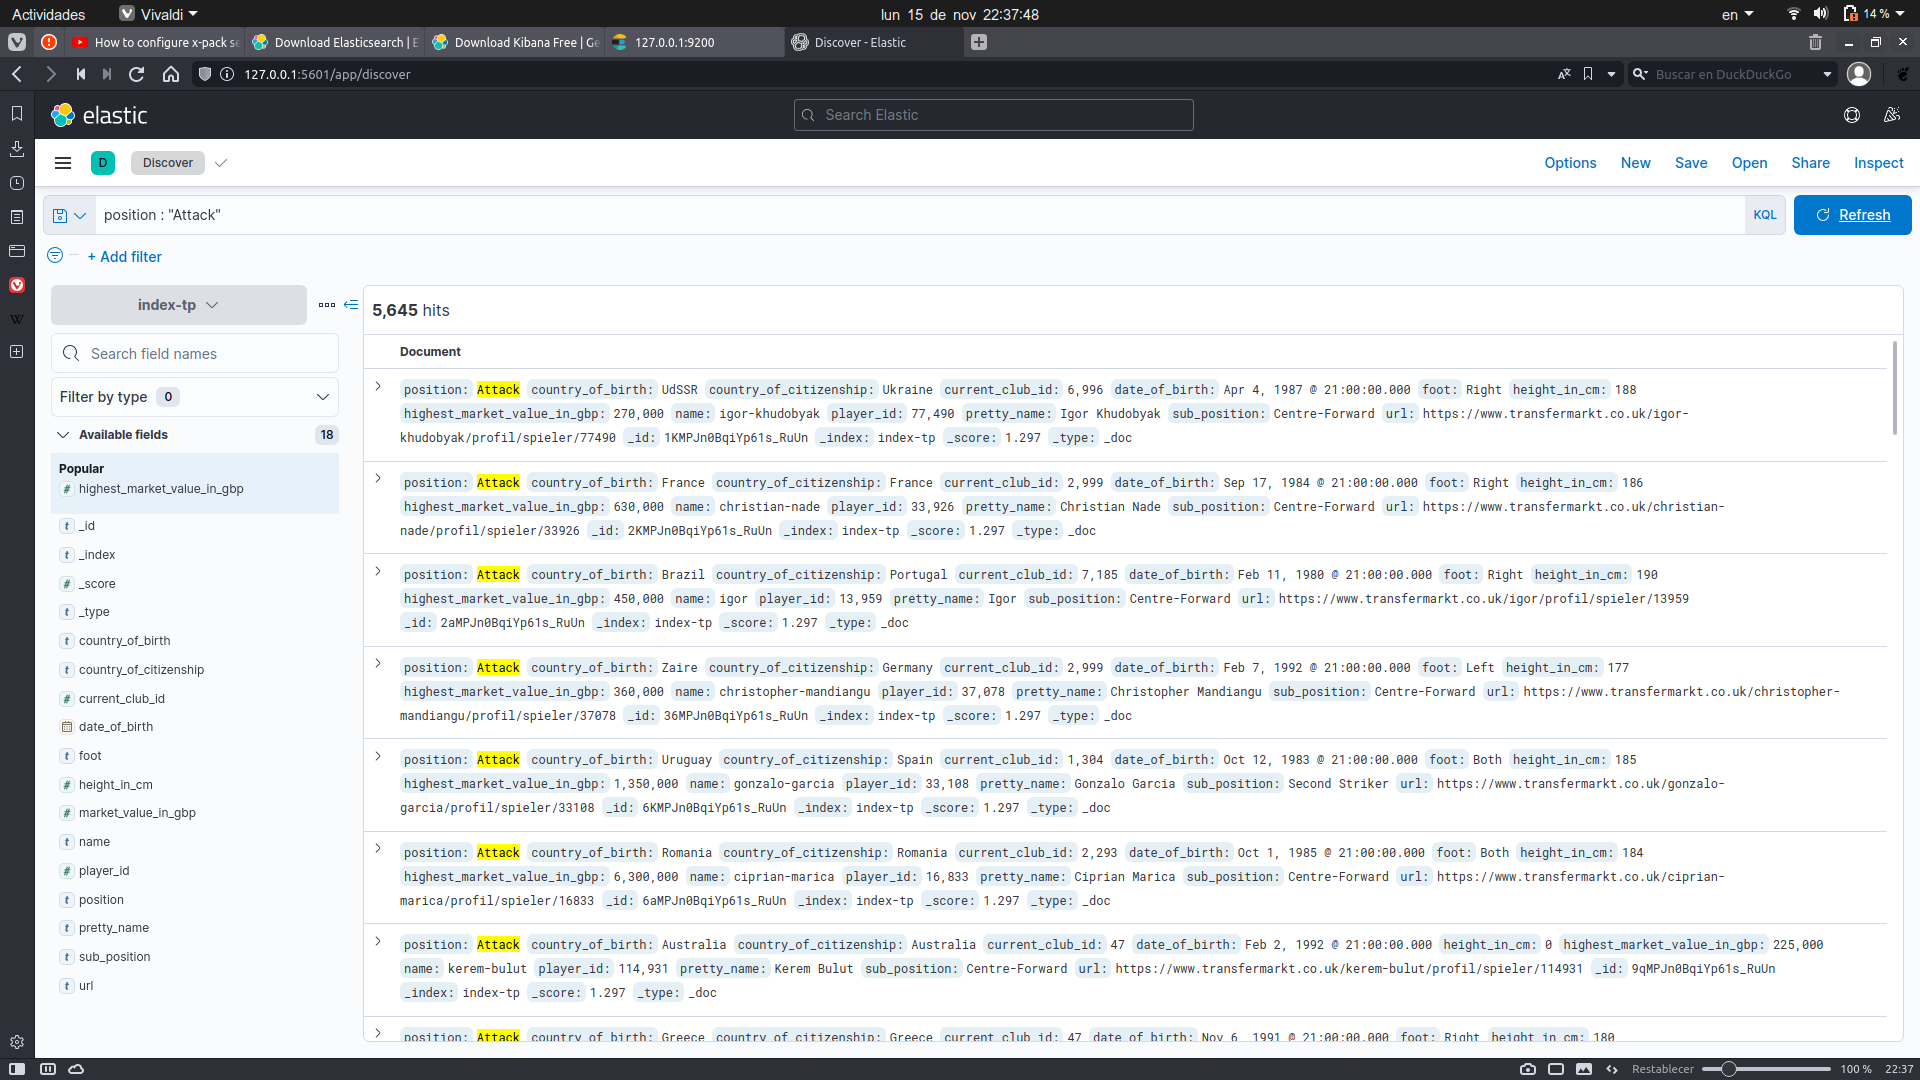 Actividades
Vivaldi
lun 15 de nov 22:37:48
en
14 %
How to configure x-pack se
Download Elasticsearch | E
Download Kibana Free | Ge
127.0.0.1:9200
Discover - Elastic
127.0.0.1:5601/app/discover
Buscar en DuckDuckGo
elastic
Search Elastic
D
Discover
Options
New
Save
Open
Share
Inspect
position : "Attack"
KQL
Refresh
+ Add filter
index-tp
Search field names
Filter by type 0
Available fields 18
Popular
# highest_market_value_in_gbp
t _id
t _index
# _score
t _type
t country_of_birth
t country_of_citizenship
# current_club_id
date_of_birth
t foot
# height_in_cm
# market_value_in_gbp
t name
# player_id
t position
t pretty_name
t sub_position
t url
5,645 hits
Document
position: Attack country_of_birth: UdSSR country_of_citizenship: Ukraine current_club_id: 6,996 date_of_birth: Apr 4, 1987 @ 21:00:00.000 foot: Right height_in_cm: 188
highest_market_value_in_gbp: 270,000 name: igor-khudobyak player_id: 77,490 pretty_name: Igor Khudobyak sub_position: Centre-Forward url: https://www.transfermarkt.co.uk/igor-
khudobyak/profil/spieler/77490 _id: 1KMPJn0BqiYp61s_RuUn _index: index-tp _score: 1.297 _type: _doc
position: Attack country_of_birth: France country_of_citizenship: France current_club_id: 2,999 date_of_birth: Sep 17, 1984 @ 21:00:00.000 foot: Right height_in_cm: 186
highest_market_value_in_gbp: 630,000 name: christian-nade player_id: 33,926 pretty_name: Christian Nade sub_position: Centre-Forward url: https://www.transfermarkt.co.uk/christian-
nade/profil/spieler/33926 _id: 2KMPJn0BqiYp61s_RuUn _index: index-tp _score: 1.297 _type: _doc
position: Attack country_of_birth: Brazil country_of_citizenship: Portugal current_club_id: 7,185 date_of_birth: Feb 11, 1980 @ 21:00:00.000 foot: Right height_in_cm: 190
highest_market_value_in_gbp: 450,000 name: igor player_id: 13,959 pretty_name: Igor sub_position: Centre-Forward url: https://www.transfermarkt.co.uk/igor/profil/spieler/13959
_id: 2aMPJn0BqiYp61s_RuUn _index: index-tp _score: 1.297 _type: _doc
position: Attack country_of_birth: Zaire country_of_citizenship: Germany current_club_id: 2,999 date_of_birth: Feb 7, 1992 @ 21:00:00.000 foot: Left height_in_cm: 177
highest_market_value_in_gbp: 360,000 name: christopher-mandiangu player_id: 37,078 pretty_name: Christopher Mandiangu sub_position: Centre-Forward url: https://www.transfermarkt.co.uk/christopher-
mandiangu/profil/spieler/37078 _id: 36MPJn0BqiYp61s_RuUn _index: index-tp _score: 1.297 _type: _doc
position: Attack country_of_birth: Uruguay country_of_citizenship: Spain current_club_id: 1,304 date_of_birth: Oct 12, 1983 @ 21:00:00.000 foot: Both height_in_cm: 185
highest_market_value_in_gbp: 1,350,000 name: gonzalo-garcia player_id: 33,108 pretty_name: Gonzalo Garcia sub_position: Second Striker url: https://www.transfermarkt.co.uk/gonzalo-
garcia/profil/spieler/33108 _id: 6KMPJn0BqiYp61s_RuUn _index: index-tp _score: 1.297 _type: _doc
position: Attack country_of_birth: Romania country_of_citizenship: Romania current_club_id: 2,293 date_of_birth: Oct 1, 1985 @ 21:00:00.000 foot: Both height_in_cm: 184
highest_market_value_in_gbp: 6,300,000 name: ciprian-marica player_id: 16,833 pretty_name: Ciprian Marica sub_position: Centre-Forward url: https://www.transfermarkt.co.uk/ciprian-
marica/profil/spieler/16833 _id: 6aMPJn0BqiYp61s_RuUn _index: index-tp _score: 1.297 _type: _doc
position: Attack country_of_birth: Australia country_of_citizenship: Australia current_club_id: 47 date_of_birth: Feb 2, 1992 @ 21:00:00.000 height_in_cm: 0 highest_market_value_in_gbp: 225,000
name: kerem-bulut player_id: 114,931 pretty_name: Kerem Bulut sub_position: Centre-Forward url: https://www.transfermarkt.co.uk/kerem-bulut/profil/spieler/114931 _id: 9qMPJn0BqiYp61s_RuUn
_index: index-tp _score: 1.297 _type: _doc
position: Attack country_of_birth: Greece country_of_citizenship: Greece current_club_id: 47 date_of_birth: Nov 6, 1991 @ 21:00:00.000 foot: Right height_in_cm: 180
Restablecer
100 %
22:37